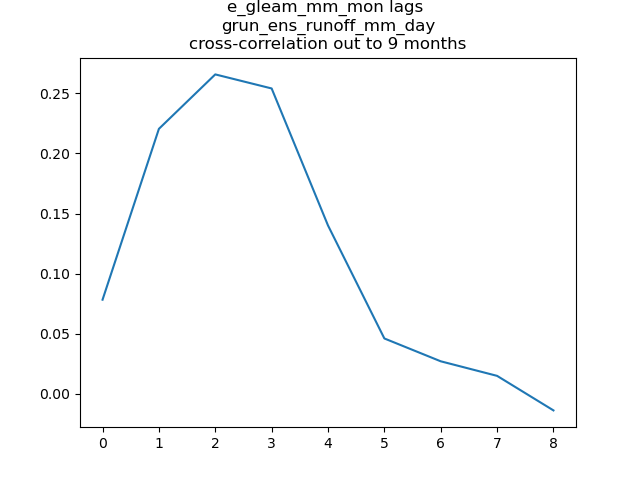 e_gleam_mm_mon lags
grun_ens_runoff_mm_day
cross-correlation out to 9 months
0.25
0.20
0.15
0.10
0.05
0.00
0 1 2 3 4 5 6 7 8